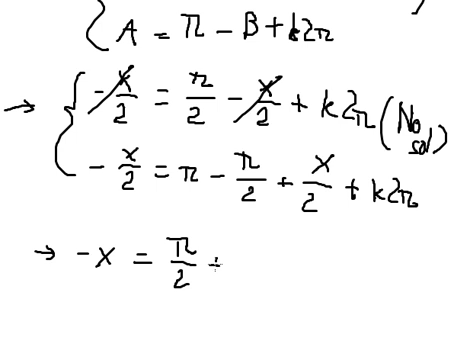 { A = π − B + k2π
→ { -x/2 = π/2 - x/2 + k2π (No sol)
- x/2 = π - π/2 + x/2 + k2π
→ -x = π/2 +